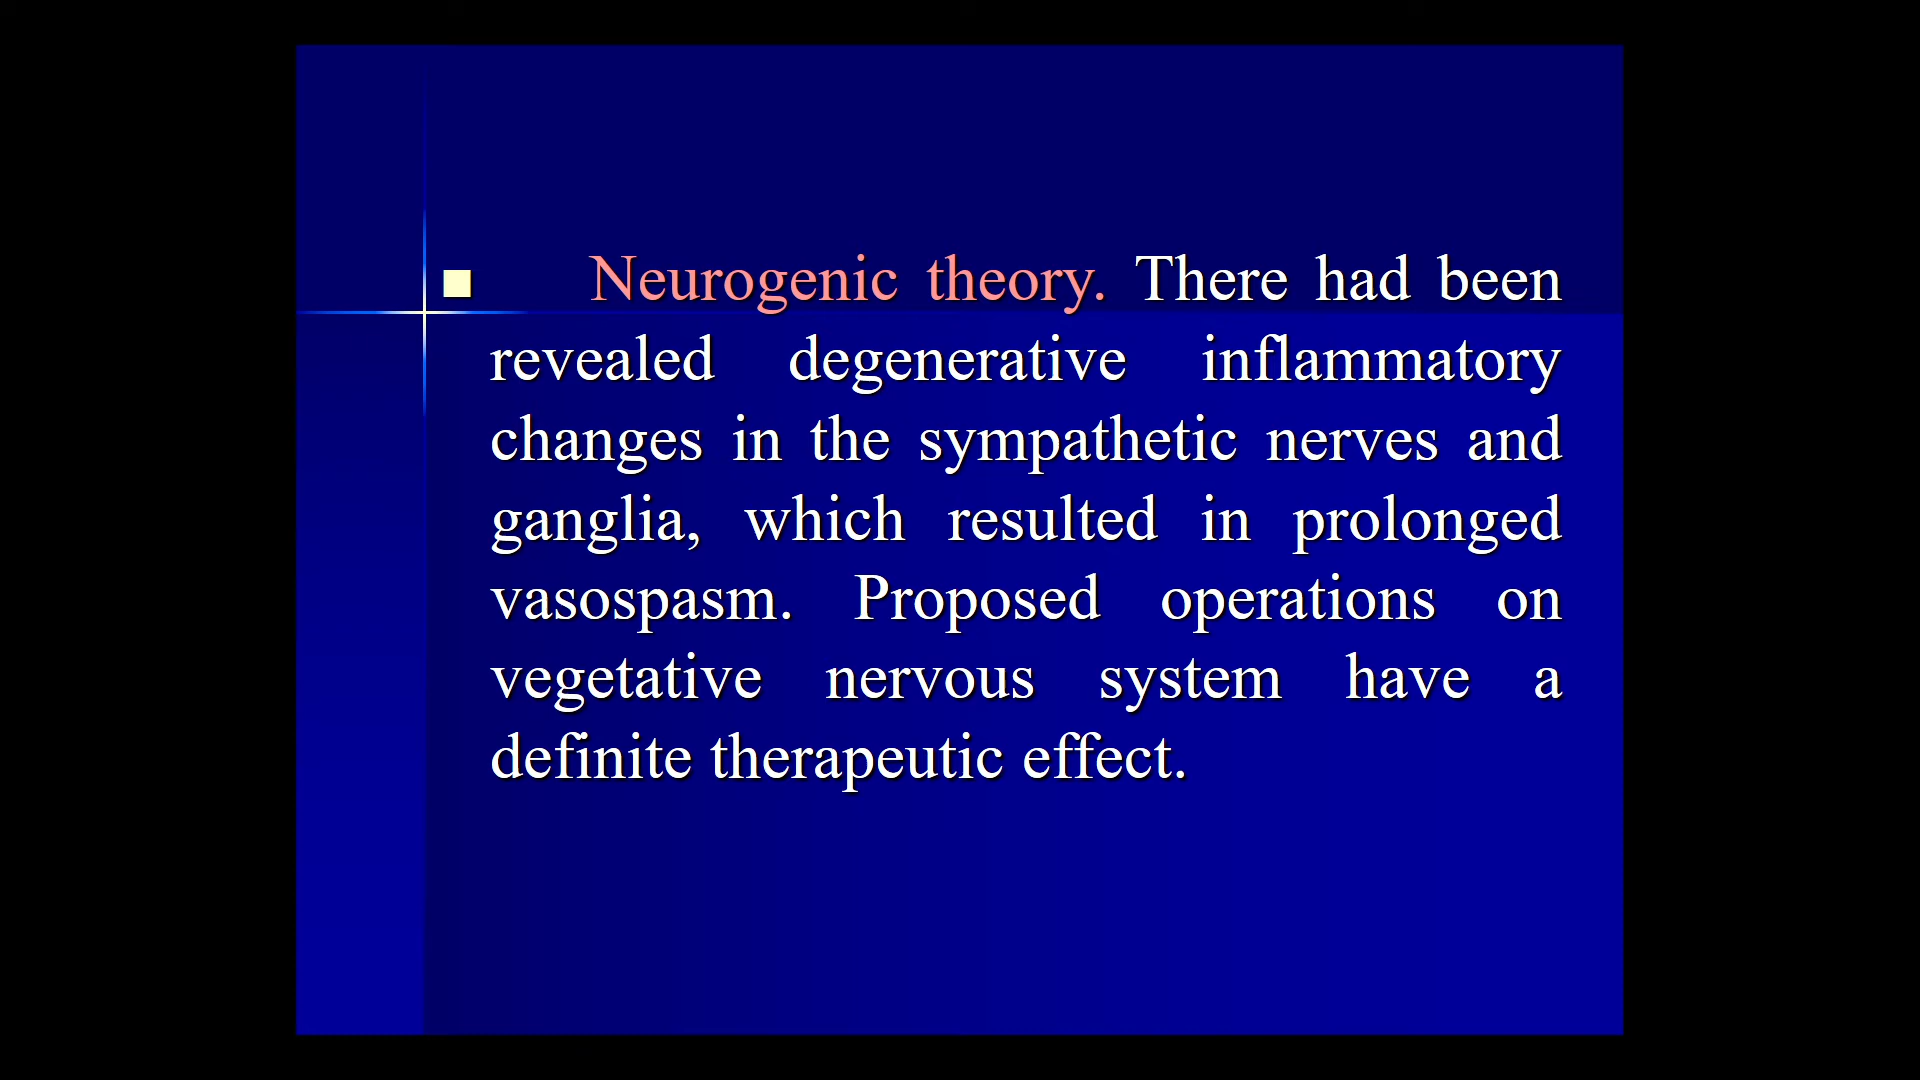 Neurogenic theory. There had been
revealed degenerative inflammatory
changes in the sympathetic nerves and
ganglia, which resulted in prolonged
vasospasm. Proposed operations on
vegetative nervous system have a
definite therapeutic effect.